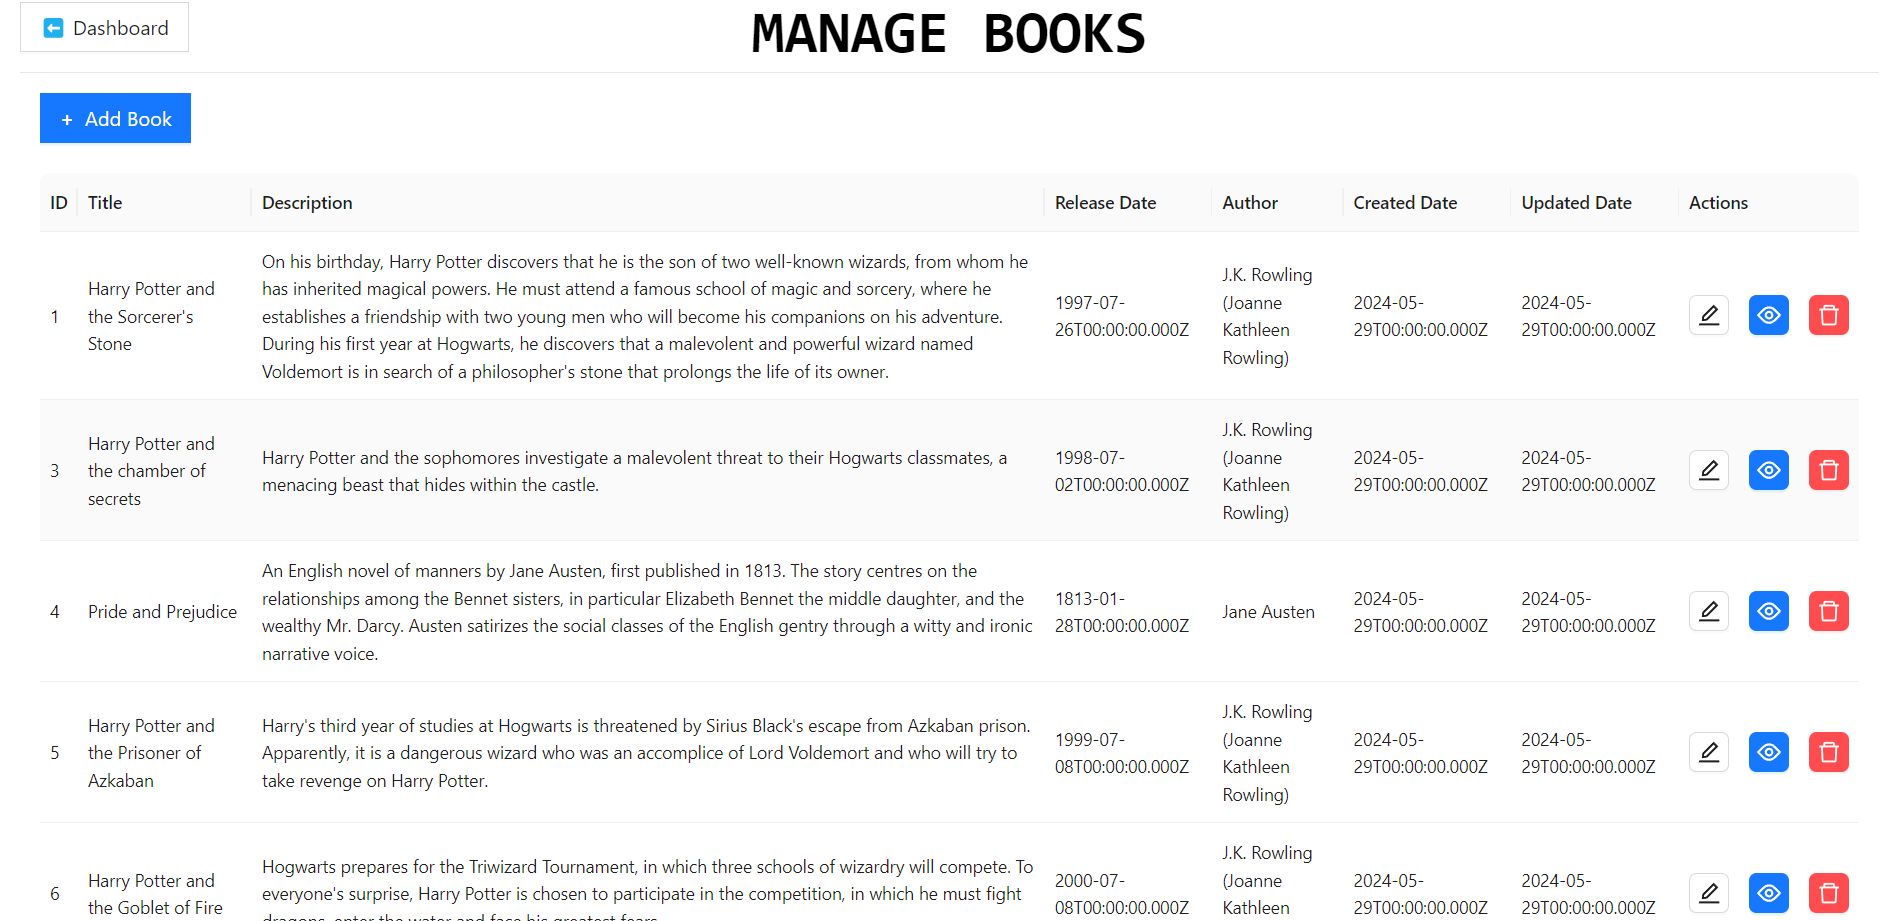 Dashboard
MANAGE BOOKS
+ Add Book
ID Title Description Release Date Author Created Date Updated Date Actions
1
Harry Potter and
the Sorcerer's
Stone
On his birthday, Harry Potter discovers that he is the son of two well-known wizards, from whom he
has inherited magical powers. He must attend a famous school of magic and sorcery, where he
establishes a friendship with two young men who will become his companions on his adventure.
During his first year at Hogwarts, he discovers that a malevolent and powerful wizard named
Voldemort is in search of a philosopher's stone that prolongs the life of its owner.
1997-07-
26T00:00:00.000Z
J.K. Rowling
(Joanne
Kathleen
Rowling)
2024-05-
29T00:00:00.000Z
2024-05-
29T00:00:00.000Z
3
Harry Potter and
the chamber of
secrets
Harry Potter and the sophomores investigate a malevolent threat to their Hogwarts classmates, a
menacing beast that hides within the castle.
1998-07-
02T00:00:00.000Z
J.K. Rowling
(Joanne
Kathleen
Rowling)
2024-05-
29T00:00:00.000Z
2024-05-
29T00:00:00.000Z
4
Pride and Prejudice
An English novel of manners by Jane Austen, first published in 1813. The story centres on the
relationships among the Bennet sisters, in particular Elizabeth Bennet the middle daughter, and the
wealthy Mr. Darcy. Austen satirizes the social classes of the English gentry through a witty and ironic
narrative voice.
1813-01-
28T00:00:00.000Z
Jane Austen
2024-05-
29T00:00:00.000Z
2024-05-
29T00:00:00.000Z
5
Harry Potter and
the Prisoner of
Azkaban
Harry's third year of studies at Hogwarts is threatened by Sirius Black's escape from Azkaban prison.
Apparently, it is a dangerous wizard who was an accomplice of Lord Voldemort and who will try to
take revenge on Harry Potter.
1999-07-
08T00:00:00.000Z
J.K. Rowling
(Joanne
Kathleen
Rowling)
2024-05-
29T00:00:00.000Z
2024-05-
29T00:00:00.000Z
6
Harry Potter and
the Goblet of Fire
Hogwarts prepares for the Triwizard Tournament, in which three schools of wizardry will compete. To
everyone's surprise, Harry Potter is chosen to participate in the competition, in which he must fight
dragons, enter the water and face his greatest fears.
2000-07-
08T00:00:00.000Z
J.K. Rowling
(Joanne
Kathleen
2024-05-
29T00:00:00.000Z
2024-05-
29T00:00:00.000Z